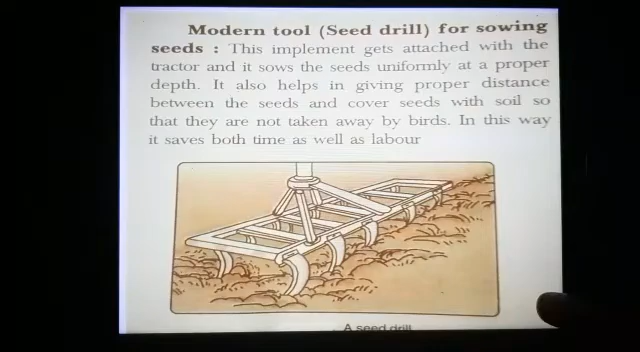 Modern tool (Seed drill) for sowing
seeds : This implement gets attached with the
tractor and it sows the seeds uniformly at a proper
depth. It also helps in giving proper distance
between the seeds and cover seeds with soil so
that they are not taken away by birds. In this way
it saves both time as well as labour
A seed drill